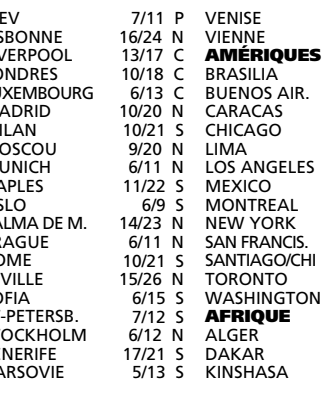 EV 7/11 P VENISE
SBONNE 16/24 N VIENNE
VERPOOL 13/17 C AMÉRIQUES
ONDRES 10/18 C BRASILIA
UXEMBOURG 6/13 C BUENOS AIR.
ADRID 10/20 N CARACAS
ILAN 10/21 S CHICAGO
OSCOU 9/20 N LIMA
UNICH 6/11 N LOS ANGELES
APLES 11/22 S MEXICO
SLO 6/9 S MONTREAL
ALMA DE M. 14/23 N NEW YORK
RAGUE 6/11 N SAN FRANCIS.
OME 10/21 S SANTIAGO/CHI
VILLE 15/26 N TORONTO
OFIA 6/15 S WASHINGTON
-PETERSB. 7/12 S AFRIQUE
OCKHOLM 6/12 N ALGER
NERIFE 17/21 S DAKAR
ARSOVIE 5/13 S KINSHASA